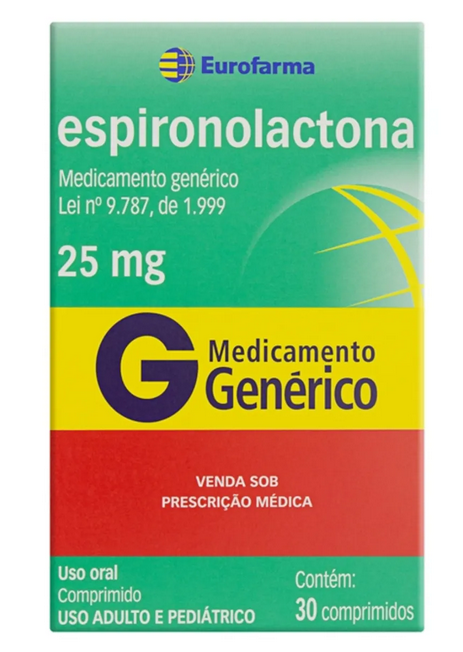 Eurofarma
espironolactona
Medicamento genérico
Lei nº 9.787, de 1.999
25 mg
G Medicamento
Genérico
VENDA SOB
PRESCRIÇÃO MÉDICA
Uso oral
Comprimido
USO ADULTO E PEDIÁTRICO
Contém:
30 comprimidos